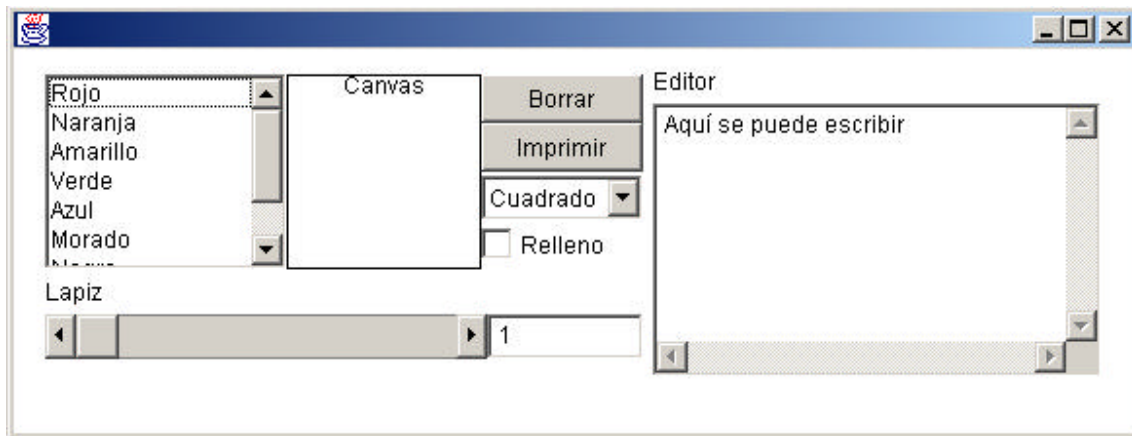 Rojo
Naranja
Amarillo
Verde
Azul
Morado
Canvas
Borrar
Imprimir
Cuadrado
Relleno
Lapiz
1
Editor
Aquí se puede escribir